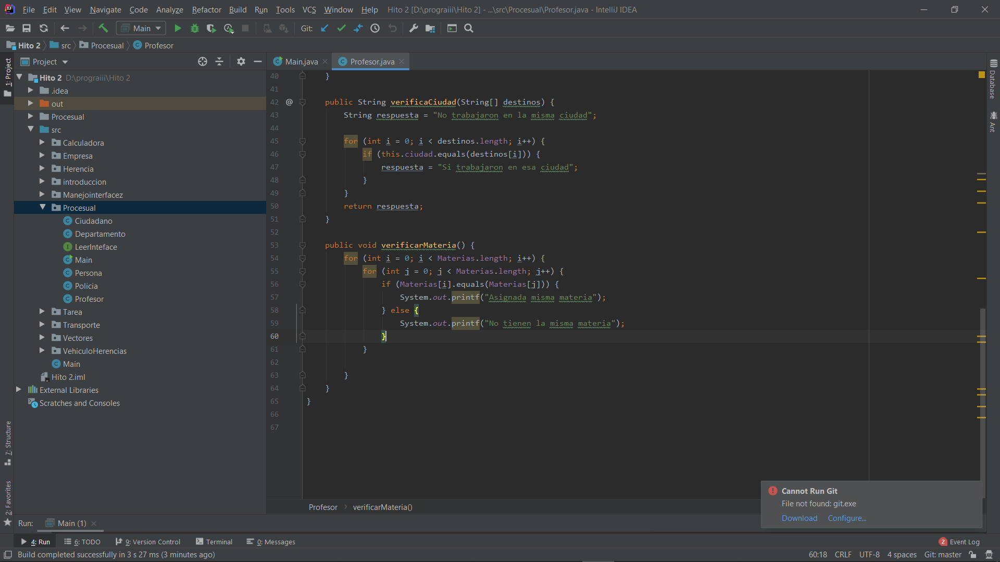 File Edit View Navigate Code Analyze Refactor Build Run Tools VCS Window Help Hito 2 [D:\prograiii\Hito 2] - ...\src\Procesual\Profesor.java - IntelliJ IDEA
Main Git:
Hito 2 src Procesual Profesor
1: Project
Project
Main.java Profesor.java
Hito 2 D:\prograiii\Hito 2
.idea
out
Procesual
src
Calculadora
Empresa
Herencia
introduccion
Manejointerfacez
Procesual
Ciudadano
Departamento
LeerInteface
Main
Persona
Policia
Profesor
Tarea
Transporte
Vectores
VehiculoHerencias
Main
Hito 2.iml
External Libraries
Scratches and Consoles
7: Structure
2: Favorites
40 }
41
42 @ public String verificaCiudad(String[] destinos) {
43 String respuesta = "No trabajaron en la misma ciudad";
44
45 for (int i = 0; i < destinos.length; i++) {
46 if (this.ciudad.equals(destinos[i])) {
47 respuesta = "Si trabajaron en esa ciudad";
48 }
49 }
50 return respuesta;
51 }
52
53 public void verificarMateria() {
54 for (int i = 0; i < Materias.length; i++) {
55 for (int j = 0; j < Materias.length; j++) {
56 if (Materias[i].equals(Materias[j])) {
57 System.out.printf("Asignada misma materia");
58 } else {
59 System.out.printf("No tienen la misma materia");
60 }
61 }
62
63 }
64 }
65 }
66
67
Database
Ant
Profesor verificarMateria()
Cannot Run Git
File not found: git.exe
Download Configure...
Run: Main (1)
4: Run 6: TODO 9: Version Control Terminal 0: Messages 2 Event Log
Build completed successfully in 3 s 27 ms (3 minutes ago) 60:18 CRLF UTF-8 4 spaces Git: master